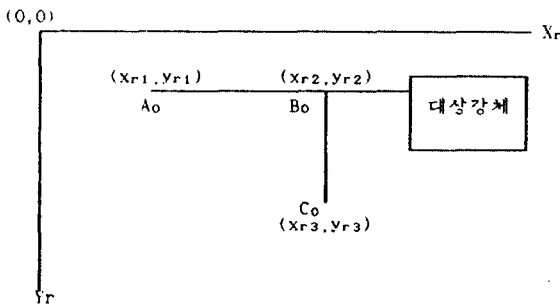 (0,0)
Xr
(Xr1,yr1) (Xr2,yr2)
Ao Bo 대상강체
Co
(Xr3,yr3)
Yr